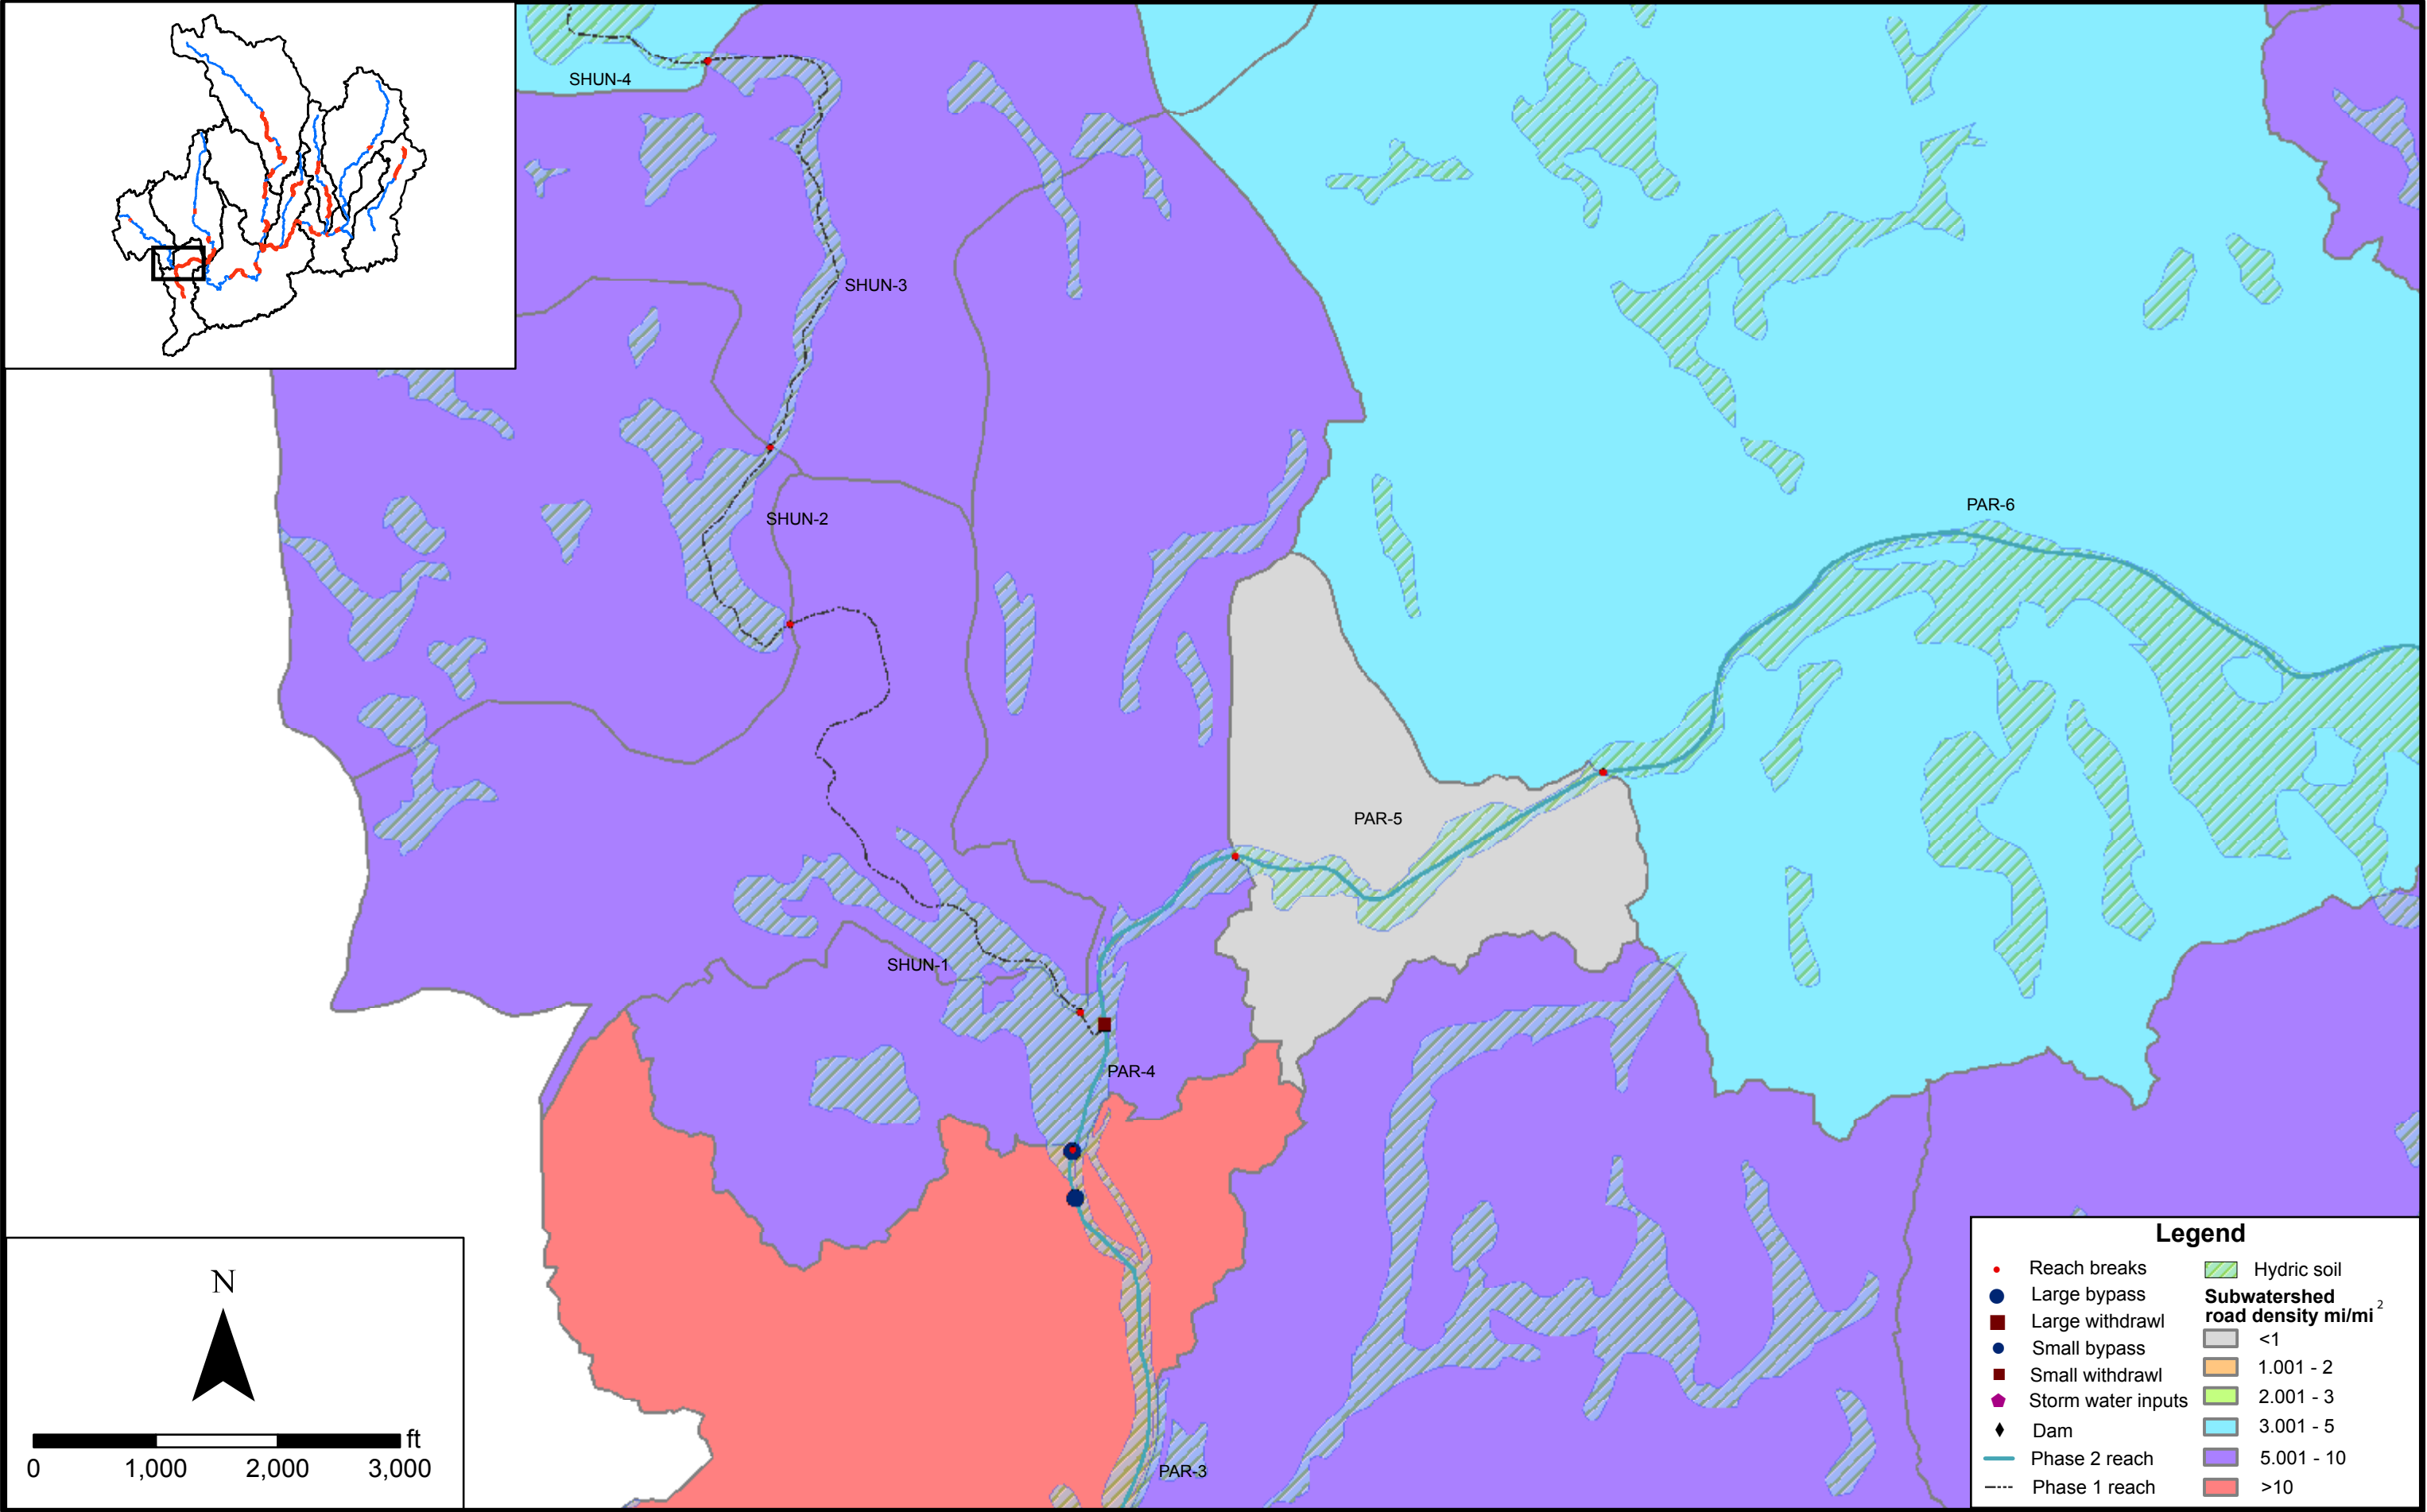 SHUN-4
SHUN-3
SHUN-2
PAR-6
PAR-5
SHUN-1
PAR-4
PAR-3
N
ft
0 1,000 2,000 3,000
Legend
Reach breaks
Large bypass
Large withdrawl
Small bypass
Small withdrawl
Storm water inputs
Dam
Phase 2 reach
Phase 1 reach
Hydric soil
Subwatershed
road density mi/mi 2
<1
1.001 - 2
2.001 - 3
3.001 - 5
5.001 - 10
>10